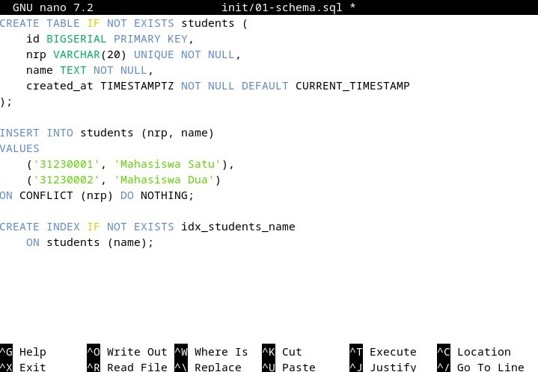 GNU nano 7.2 init/01-schema.sql *
CREATE TABLE IF NOT EXISTS students (
    id BIGSERIAL PRIMARY KEY,
    nrp VARCHAR(20) UNIQUE NOT NULL,
    name TEXT NOT NULL,
    created_at TIMESTAMPTZ NOT NULL DEFAULT CURRENT_TIMESTAMP
);

INSERT INTO students (nrp, name)
VALUES
    ('31230001', 'Mahasiswa Satu'),
    ('31230002', 'Mahasiswa Dua')
ON CONFLICT (nrp) DO NOTHING;

CREATE INDEX IF NOT EXISTS idx_students_name
    ON students (name);

^G Help ^O Write Out ^W Where Is ^K Cut ^T Execute ^C Location
^X Exit ^R Read File ^\ Replace ^U Paste ^J Justify ^/ Go To Line